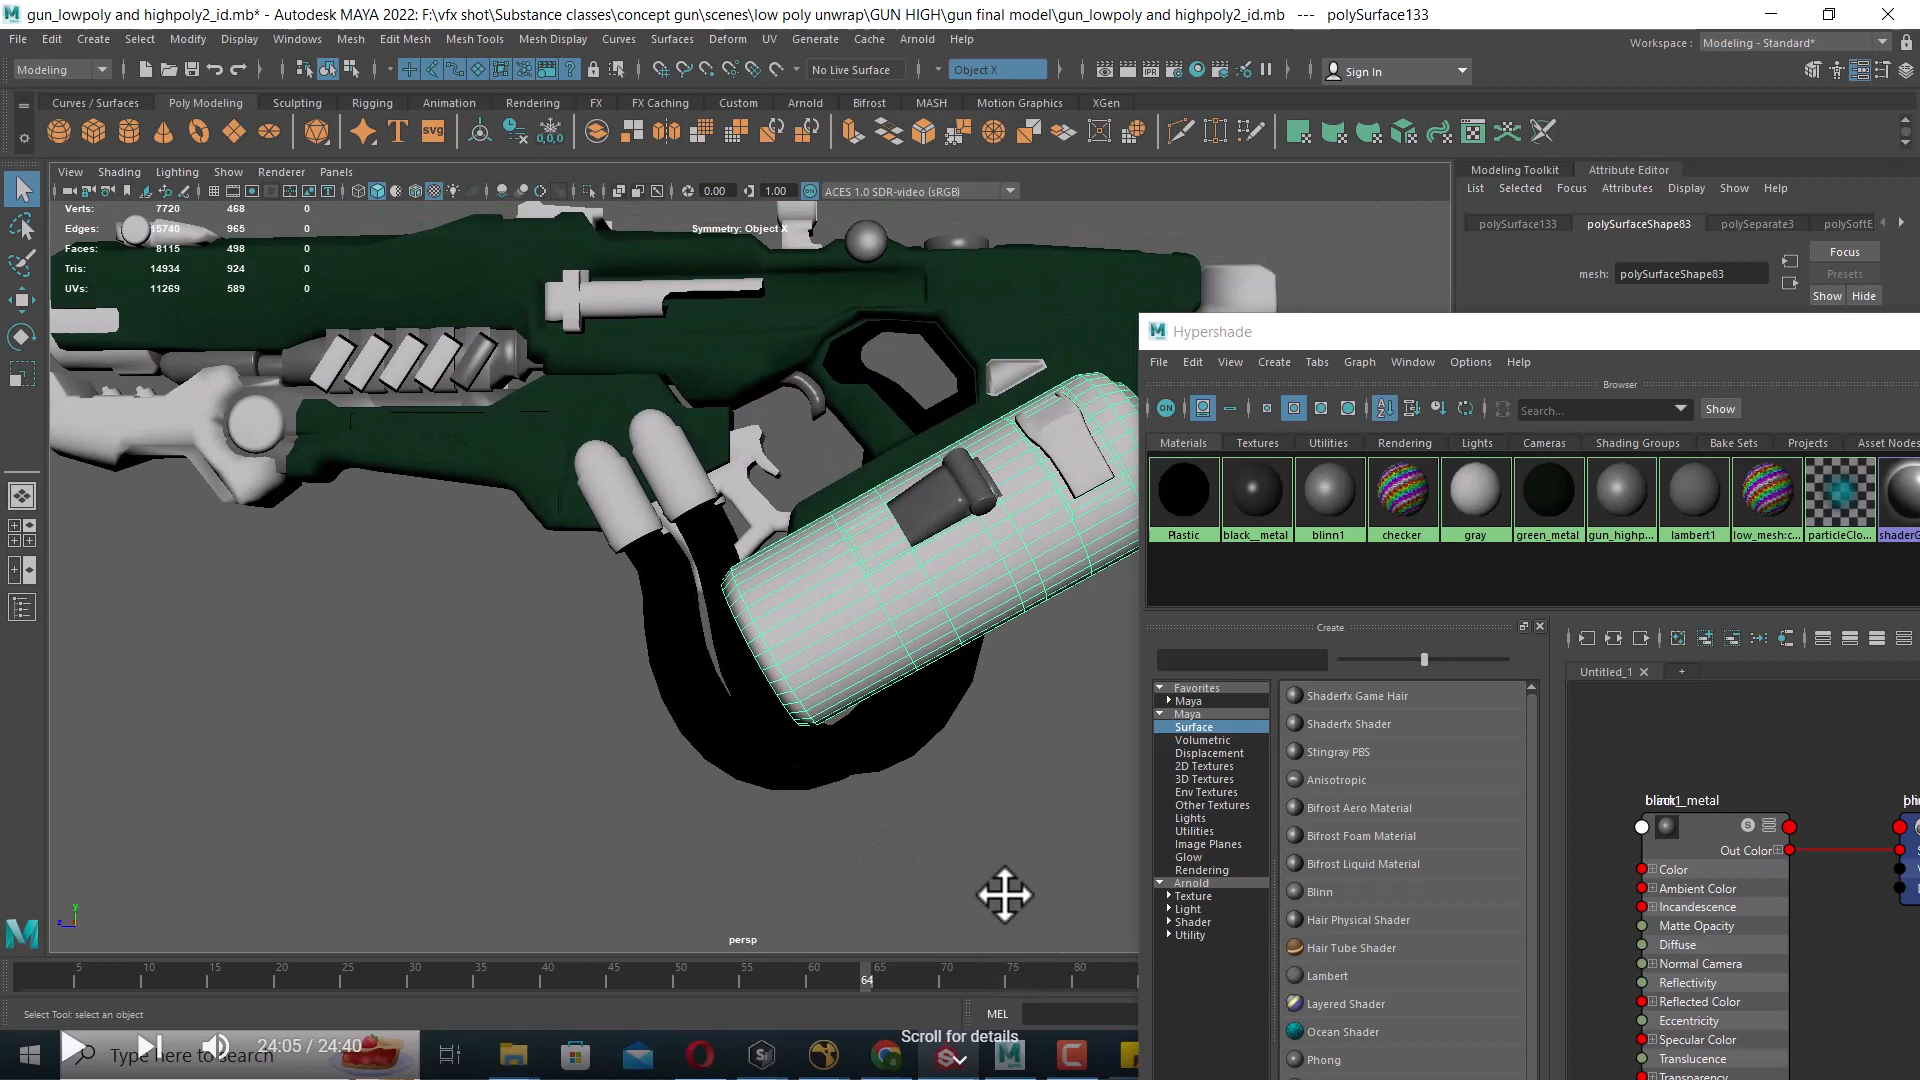 gun_lowpoly and highpoly2_id.mb* - Autodesk MAYA 2022: F:\vfx shot\Substance classes\concept gun\scenes\low poly unwrap\GUN HIGH\gun final model\gun_lowpoly and highpoly2_id.mb --- polySurface133
File Edit Create Select Modify Display Windows Mesh Edit Mesh Mesh Tools Mesh Display Curves Surfaces Deform UV Generate Cache Arnold Help
Workspace : Modeling - Standard*
Modeling No Live Surface Object X Sign In
Curves / Surfaces Poly Modeling Sculpting Rigging Animation Rendering FX FX Caching Custom Arnold Bifrost MASH Motion Graphics XGen
SVG 0,0,0
View Shading Lighting Show Renderer Panels
0.00 1.00 ON ACES 1.0 SDR-video (sRGB)
Modeling Toolkit Attribute Editor
List Selected Focus Attributes Display Show Help
polySurface133 polySurfaceShape83 polySeparate3 polySoftE
Focus
Presets
mesh: polySurfaceShape83
Show Hide
Verts: 7720 468 0
Edges: 15740 965 0
Faces: 8115 498 0
Tris: 14934 924 0
UVs: 11269 589 0
Symmetry: Object X
Hypershade
File Edit View Create Tabs Graph Window Options Help
Browser
ON Search... Show
Materials Textures Utilities Rendering Lights Cameras Shading Groups Bake Sets Projects Asset Nodes
Plastic black__metal blinn1 checker gray green_metal gun_highp... lambert1 low_mesh:c... particleClo... shaderG
Create
Untitled_1 +
Favorites
Maya
Maya
Surface
Volumetric
Displacement
2D Textures
3D Textures
Env Textures
Other Textures
Lights
Utilities
Image Planes
Glow
Rendering
Arnold
Texture
Light
Shader
Utility
Shaderfx Game Hair
Shaderfx Shader
Stingray PBS
Anisotropic
Bifrost Aero Material
Bifrost Foam Material
Bifrost Liquid Material
Blinn
Hair Physical Shader
Hair Tube Shader
Lambert
Layered Shader
Ocean Shader
Phong
Out Color
Color
Ambient Color
Incandescence
Matte Opacity
Diffuse
Normal Camera
Reflectivity
Reflected Color
Eccentricity
Specular Color
Translucence
Transparency
y
z
persp
5 10 15 20 25 30 35 40 45 50 55 60 65 75 80
64
Select Tool: select an object
MEL
Type here to search
24:05 / 24:40
Scroll for details